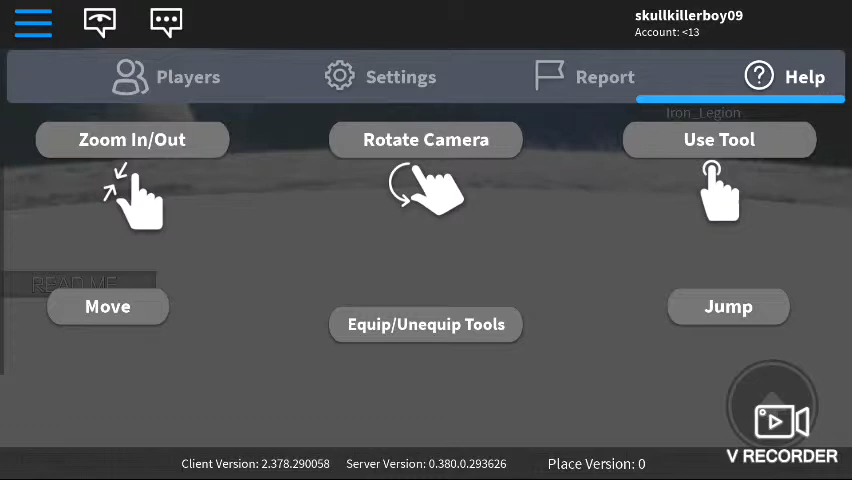 skullkillerboy09
Account: <13
Players
Settings
Report
Help
Iron_Legion
Zoom In/Out
Rotate Camera
Use Tool
READ ME
Move
Equip/Unequip Tools
Jump
V RECORDER
Client Version: 2.378.290058
Server Version: 0.380.0.293626
Place Version: 0